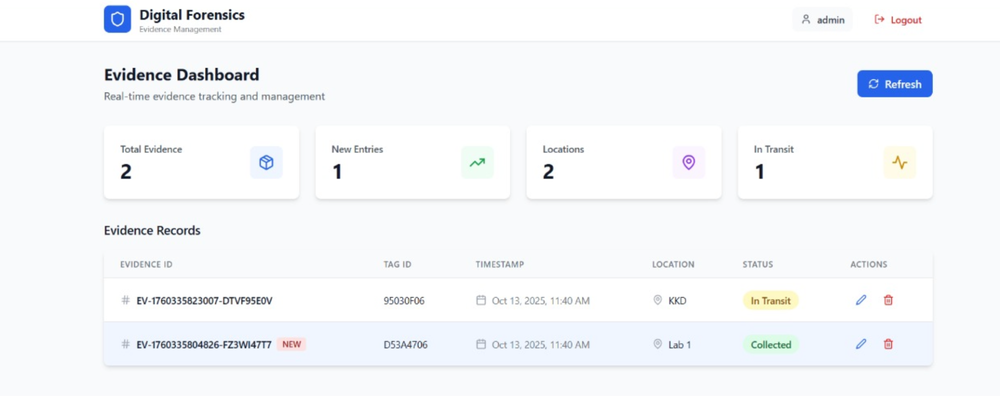 Digital Forensics
Evidence Management
admin
Logout
Evidence Dashboard
Real-time evidence tracking and management
Refresh
Total Evidence
2
New Entries
1
Locations
2
In Transit
1
Evidence Records
EVIDENCE ID TAG ID TIMESTAMP LOCATION STATUS ACTIONS
# EV-1760335823007-DTVF95E0V 95030F06 Oct 13, 2025, 11:40 AM KKD In Transit
# EV-1760335804826-FZ3WI47T7 NEW D53A4706 Oct 13, 2025, 11:40 AM Lab 1 Collected